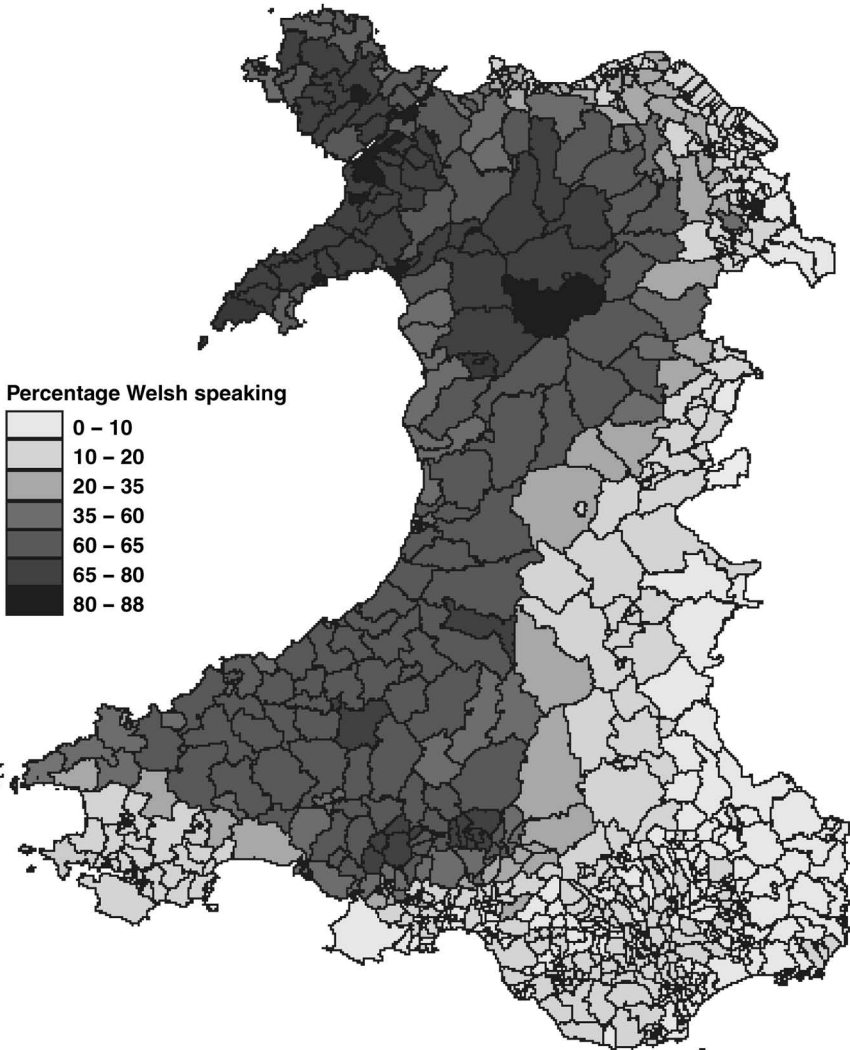 Percentage Welsh speaking
0 – 10
10 – 20
20 – 35
35 – 60
60 – 65
65 – 80
80 – 88